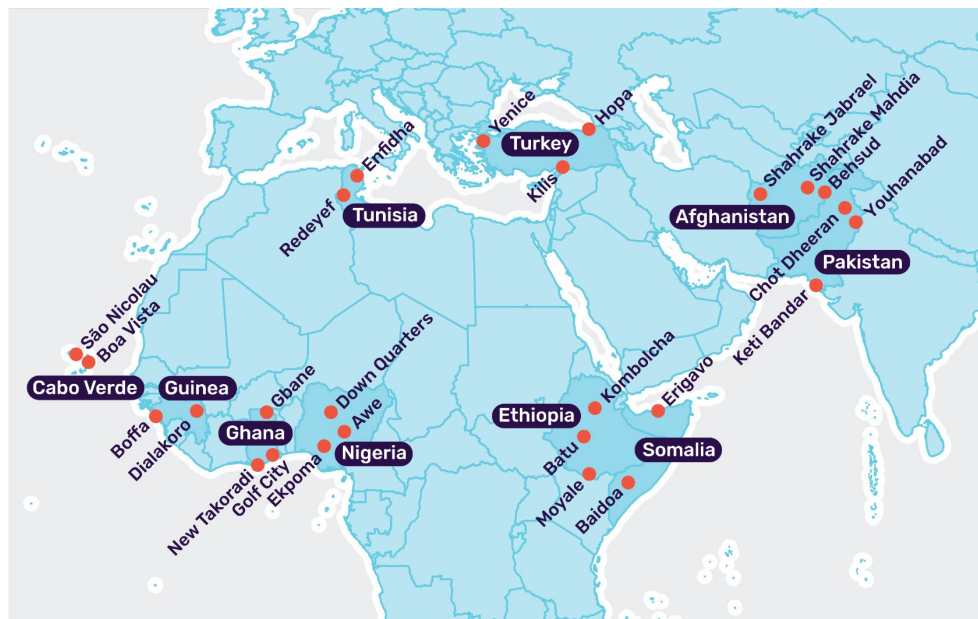 Yenice
Hopa
Turkey
Killis
Enfidha
Redeyef
Tunisia
Shahrake Jabrael
Shahrake Mahdia
Behsud
Youhanabad
Afghanistan
Chot Dheeran
Pakistan
Keti Bandar
São Nicolau
Boa Vista
Cabo Verde
Guinea
Boffa
Dialakoro
Gbane
Ghana
New Takoradi
Golf City
Down Quarters
Awe
Ekpoma
Nigeria
Kombolcha
Ethiopia
Batu
Moyale
Erigavo
Somalia
Baidoa